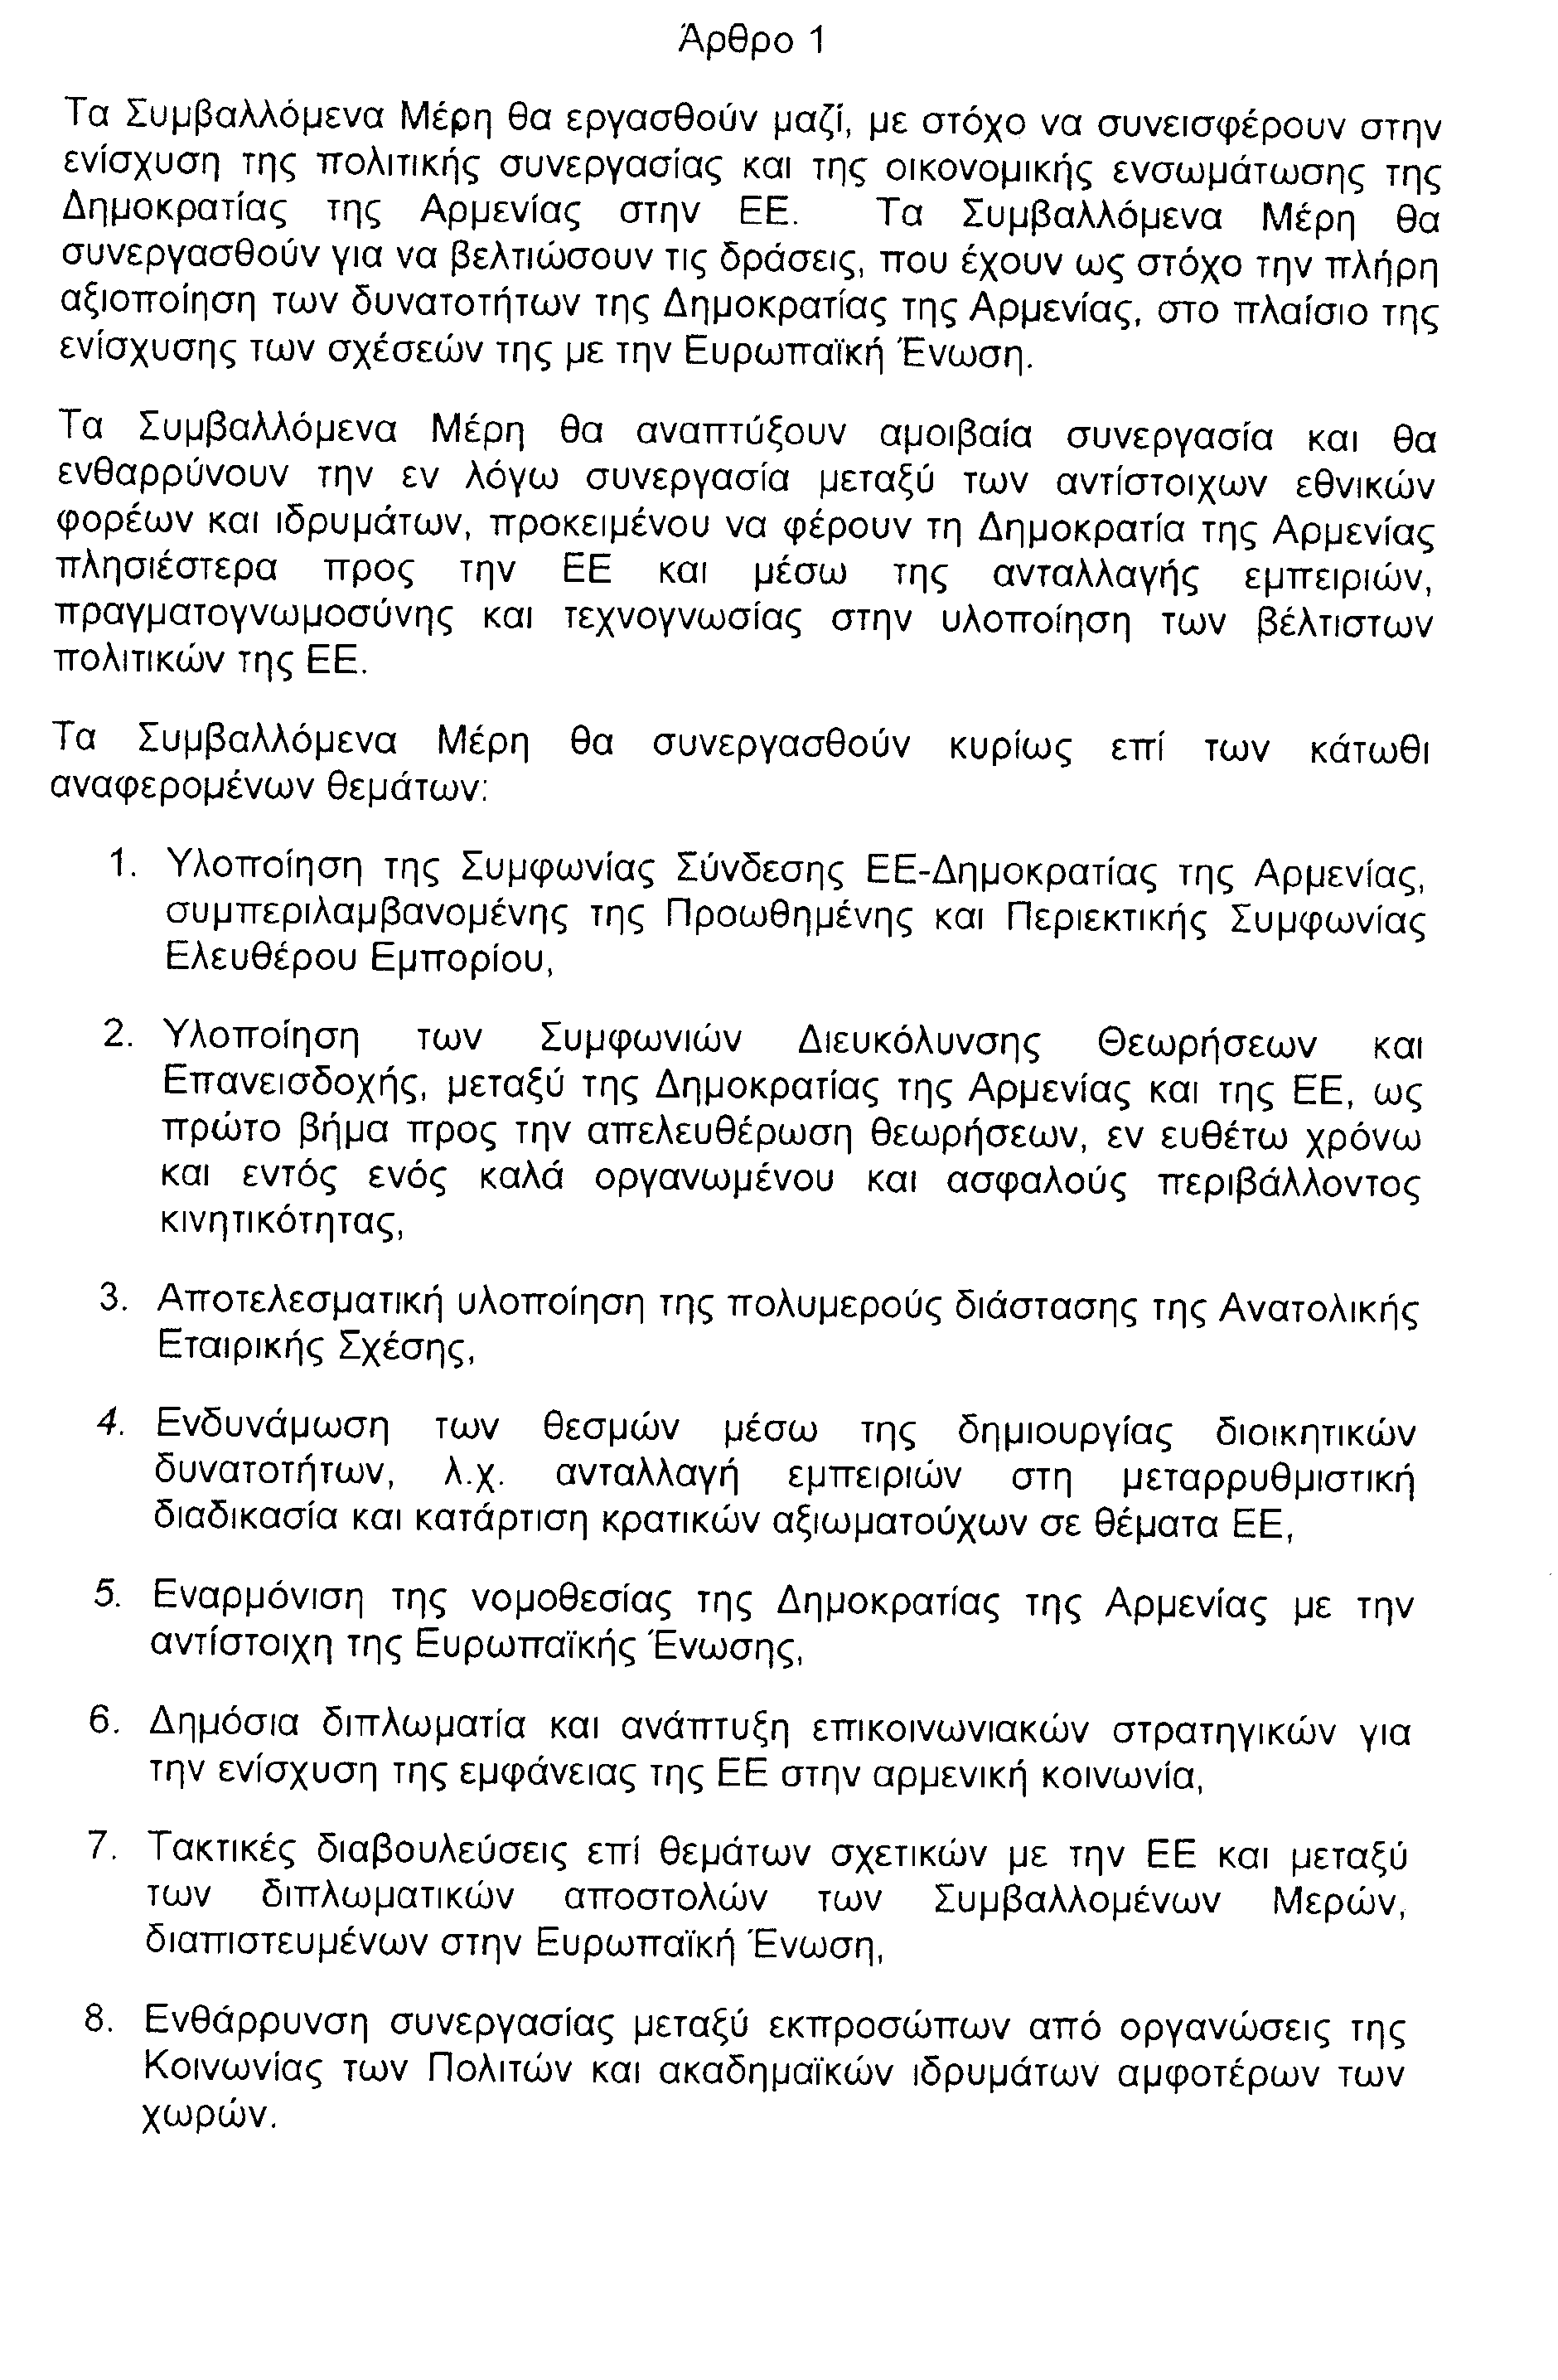 Άρθρο 1
Τα Συμβαλλόμενα Μέρη θα εργασθούν μαζί, με στόχο να συνεισφέρουν στην
ενίσχυση της πολιτικής συνεργασίας και της οικονομικής ενσωμάτωσης της
Δημοκρατίας της Αρμενίας στην ΕΕ. Τα Συμβαλλόμενα Μέρη θα
συνεργασθούν για να βελτιώσουν τις δράσεις, που έχουν ως στόχο την πλήρη
αξιοποίηση των δυνατοτήτων της Δημοκρατίας της Αρμενίας, στο πλαίσιο της
ενίσχυσης των σχέσεών της με την Ευρωπαϊκή Ένωση.
Τα Συμβαλλόμενα Μέρη θα αναπτύξουν αμοιβαία συνεργασία και θα
ενθαρρύνουν την εν λόγω συνεργασία μεταξύ των αντίστοιχων εθνικών
φορέων και ιδρυμάτων, προκειμένου να φέρουν τη Δημοκρατία της Αρμενίας
πλησιέστερα προς την ΕΕ και μέσω της ανταλλαγής εμπειριών,
πραγματογνωμοσύνης και τεχνογνωσίας στην υλοποίηση των βέλτιστων
πολιτικών της ΕΕ.
Τα Συμβαλλόμενα Μέρη θα συνεργασθούν κυρίως επί των κάτωθι
αναφερομένων θεμάτων:
1. Υλοποίηση της Συμφωνίας Σύνδεσης ΕΕ-Δημοκρατίας της Αρμενίας,
συμπεριλαμβανομένης της Προωθημένης και Περιεκτικής Συμφωνίας
Ελευθέρου Εμπορίου,
2. Υλοποίηση των Συμφωνιών Διευκόλυνσης Θεωρήσεων και
Επανεισδοχής, μεταξύ της Δημοκρατίας της Αρμενίας και της ΕΕ, ως
πρώτο βήμα προς την απελευθέρωση θεωρήσεων, εν ευθέτω χρόνω
και εντός ενός καλά οργανωμένου και ασφαλούς περιβάλλοντος
κινητικότητας,
3. Αποτελεσματική υλοποίηση της πολυμερούς διάστασης της Ανατολικής
Εταιρικής Σχέσης,
4. Ενδυνάμωση των θεσμών μέσω της δημιουργίας διοικητικών
δυνατοτήτων, λ.χ. ανταλλαγή εμπειριών στη μεταρρυθμιστική
διαδικασία και κατάρτιση κρατικών αξιωματούχων σε θέματα ΕΕ,
5. Εναρμόνιση της νομοθεσίας της Δημοκρατίας της Αρμενίας με την
αντίστοιχη της Ευρωπαϊκής Ένωσης,
6. Δημόσια διπλωματία και ανάπτυξη επικοινωνιακών στρατηγικών για
την ενίσχυση της εμφάνειας της ΕΕ στην αρμενική κοινωνία,
7. Τακτικές διαβουλεύσεις επί θεμάτων σχετικών με την ΕΕ και μεταξύ
των διπλωματικών αποστολών των Συμβαλλομένων Μερών,
διαπιστευμένων στην Ευρωπαϊκή Ένωση,
8. Ενθάρρυνση συνεργασίας μεταξύ εκπροσώπων από οργανώσεις της
Κοινωνίας των Πολιτών και ακαδημαϊκών ιδρυμάτων αμφοτέρων των
χωρών.